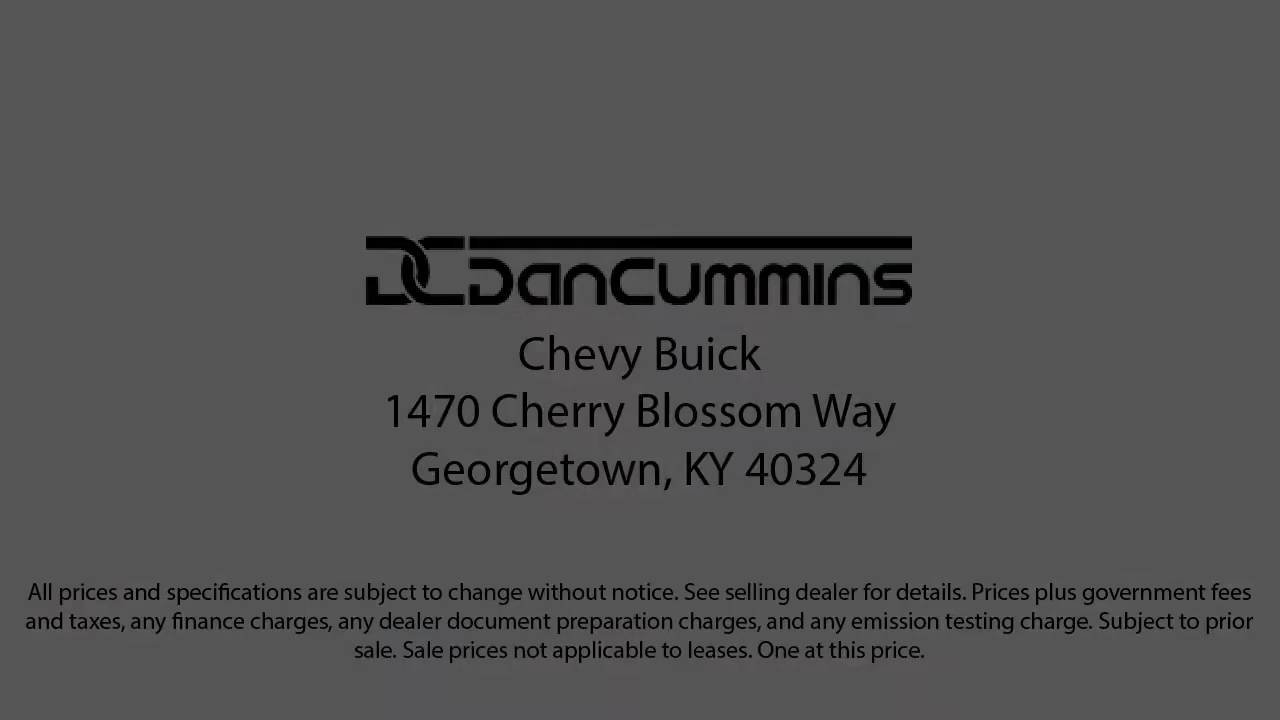 DC DanCummins
Chevy Buick
1470 Cherry Blossom Way
Georgetown, KY 40324
All prices and specifications are subject to change without notice. See selling dealer for details. Prices plus government fees
and taxes, any finance charges, any dealer document preparation charges, and any emission testing charge. Subject to prior
sale. Sale prices not applicable to leases. One at this price.